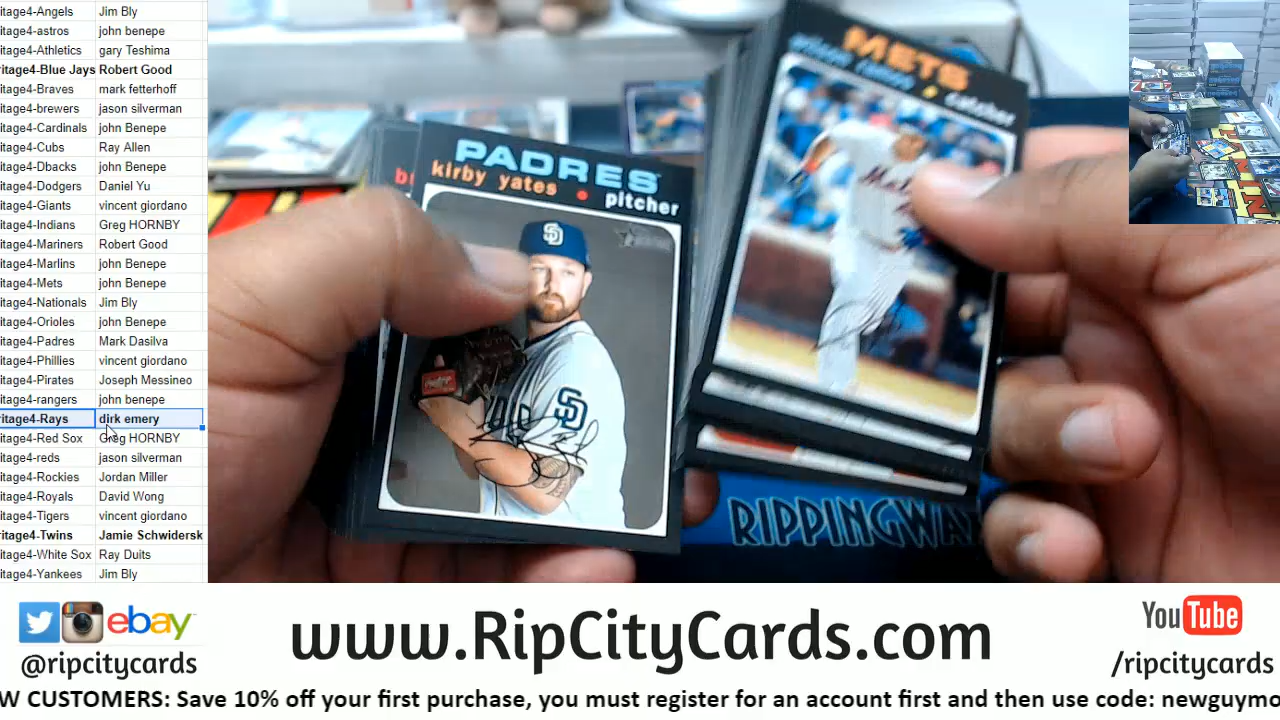 itage4-Angels Jim Bly
itage4-astros john benepe
itage4-Athletics gary Teshima
itage4-Blue Jays Robert Good
itage4-Braves mark fetterhoff
itage4-brewers jason silverman
itage4-Cardinals john Benepe
itage4-Cubs Ray Allen
itage4-Dbacks john Benepe
itage4-Dodgers Daniel Yu
itage4-Giants vincent giordano
itage4-Indians Greg HORNBY
itage4-Mariners Robert Good
itage4-Marlins john Benepe
itage4-Mets john Benepe
itage4-Nationals Jim Bly
itage4-Orioles john Benepe
itage4-Padres Mark Dasilva
itage4-Phillies vincent giordano
itage4-Pirates Joseph Messineo
itage4-rangers john benepe
itage4-Rays dirk emery
itage4-Red Sox Greg HORNBY
itage4-reds jason silverman
itage4-Rockies Jordan Miller
itage4-Royals David Wong
itage4-Tigers vincent giordano
itage4-Twins Jamie Schwidersk
itage4-White Sox Ray Duits
itage4-Yankees Jim Bly
PADRES
kirby yates • pitcher
SD
SD
METS
catcher
Mets
RIPPINGWA
ebay
@ripcitycards
www.RipCityCards.com
YouTube
/ripcitycards
W CUSTOMERS: Save 10% off your first purchase, you must register for an account first and then use code: newguymo